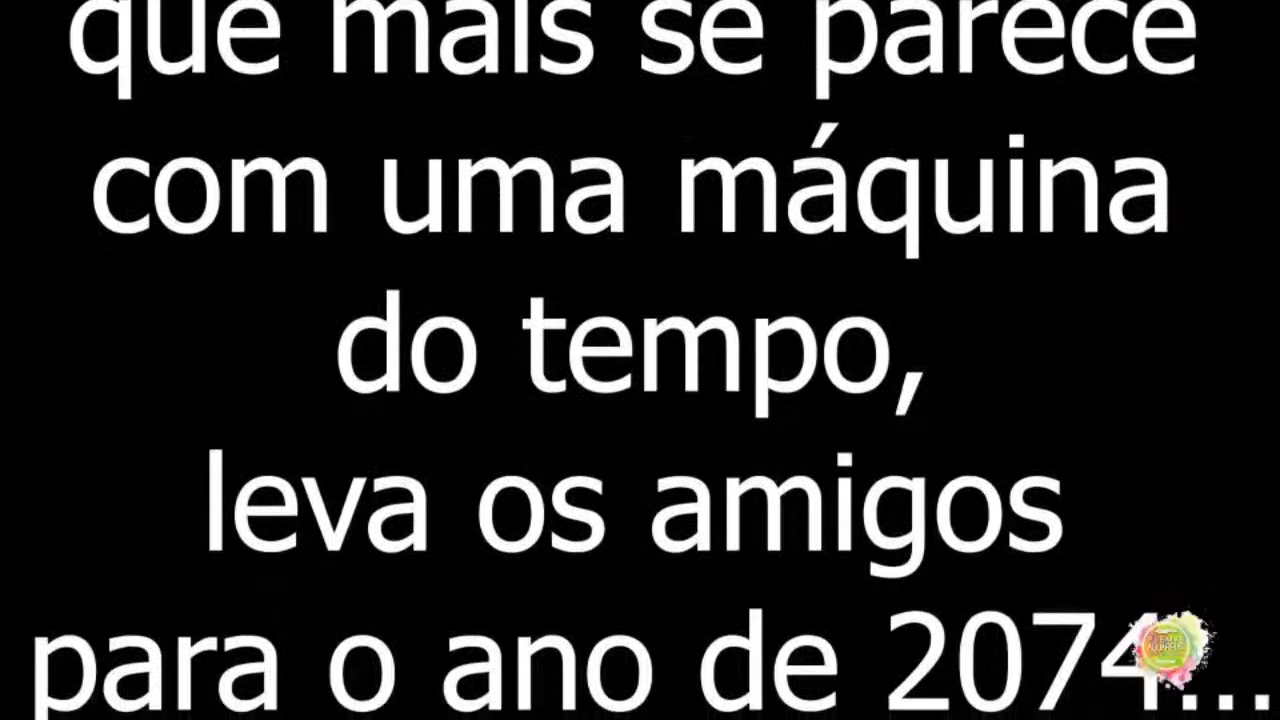 que mais se parece
com uma máquina
do tempo,
leva os amigos
para o ano de 2074...